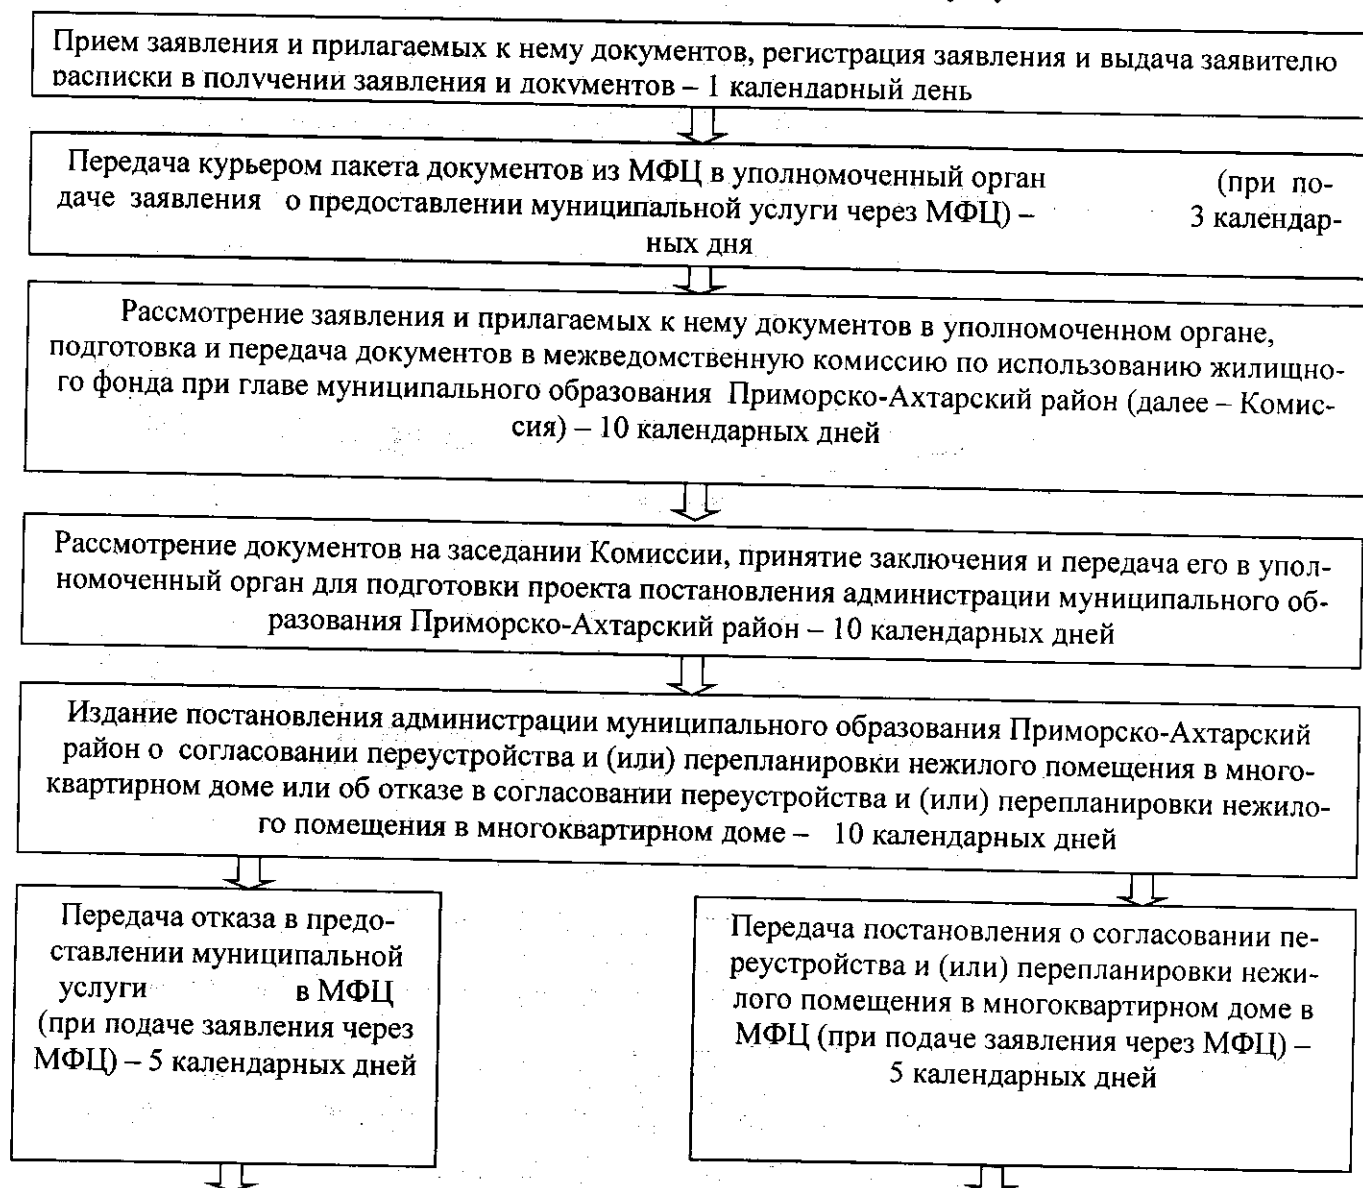 Прием заявления и прилагаемых к нему документов, регистрация заявления и выдача заявителю
расписки в получении заявления и документов – 1 календарный день
Передача курьером пакета документов из МФЦ в уполномоченный орган (при по-
даче заявления о предоставлении муниципальной услуги через МФЦ) – 3 календар-
ных дня
Рассмотрение заявления и прилагаемых к нему документов в уполномоченном органе,
подготовка и передача документов в межведомственную комиссию по использованию жилищно-
го фонда при главе муниципального образования Приморско-Ахтарский район (далее – Комис-
сия) – 10 календарных дней
Рассмотрение документов на заседании Комиссии, принятие заключения и передача его в упол-
номоченный орган для подготовки проекта постановления администрации муниципального об-
разования Приморско-Ахтарский район – 10 календарных дней
Издание постановления администрации муниципального образования Приморско-Ахтарский
район о согласовании переустройства и (или) перепланировки нежилого помещения в много-
квартирном доме или об отказе в согласовании переустройства и (или) перепланировки нежило-
го помещения в многоквартирном доме – 10 календарных дней
Передача отказа в предо-
ставлении муниципальной
услуги в МФЦ
(при подаче заявления через
МФЦ) – 5 календарных дней
Передача постановления о согласовании пе-
реустройства и (или) перепланировки нежи-
лого помещения в многоквартирном доме в
МФЦ (при подаче заявления через МФЦ) –
5 календарных дней